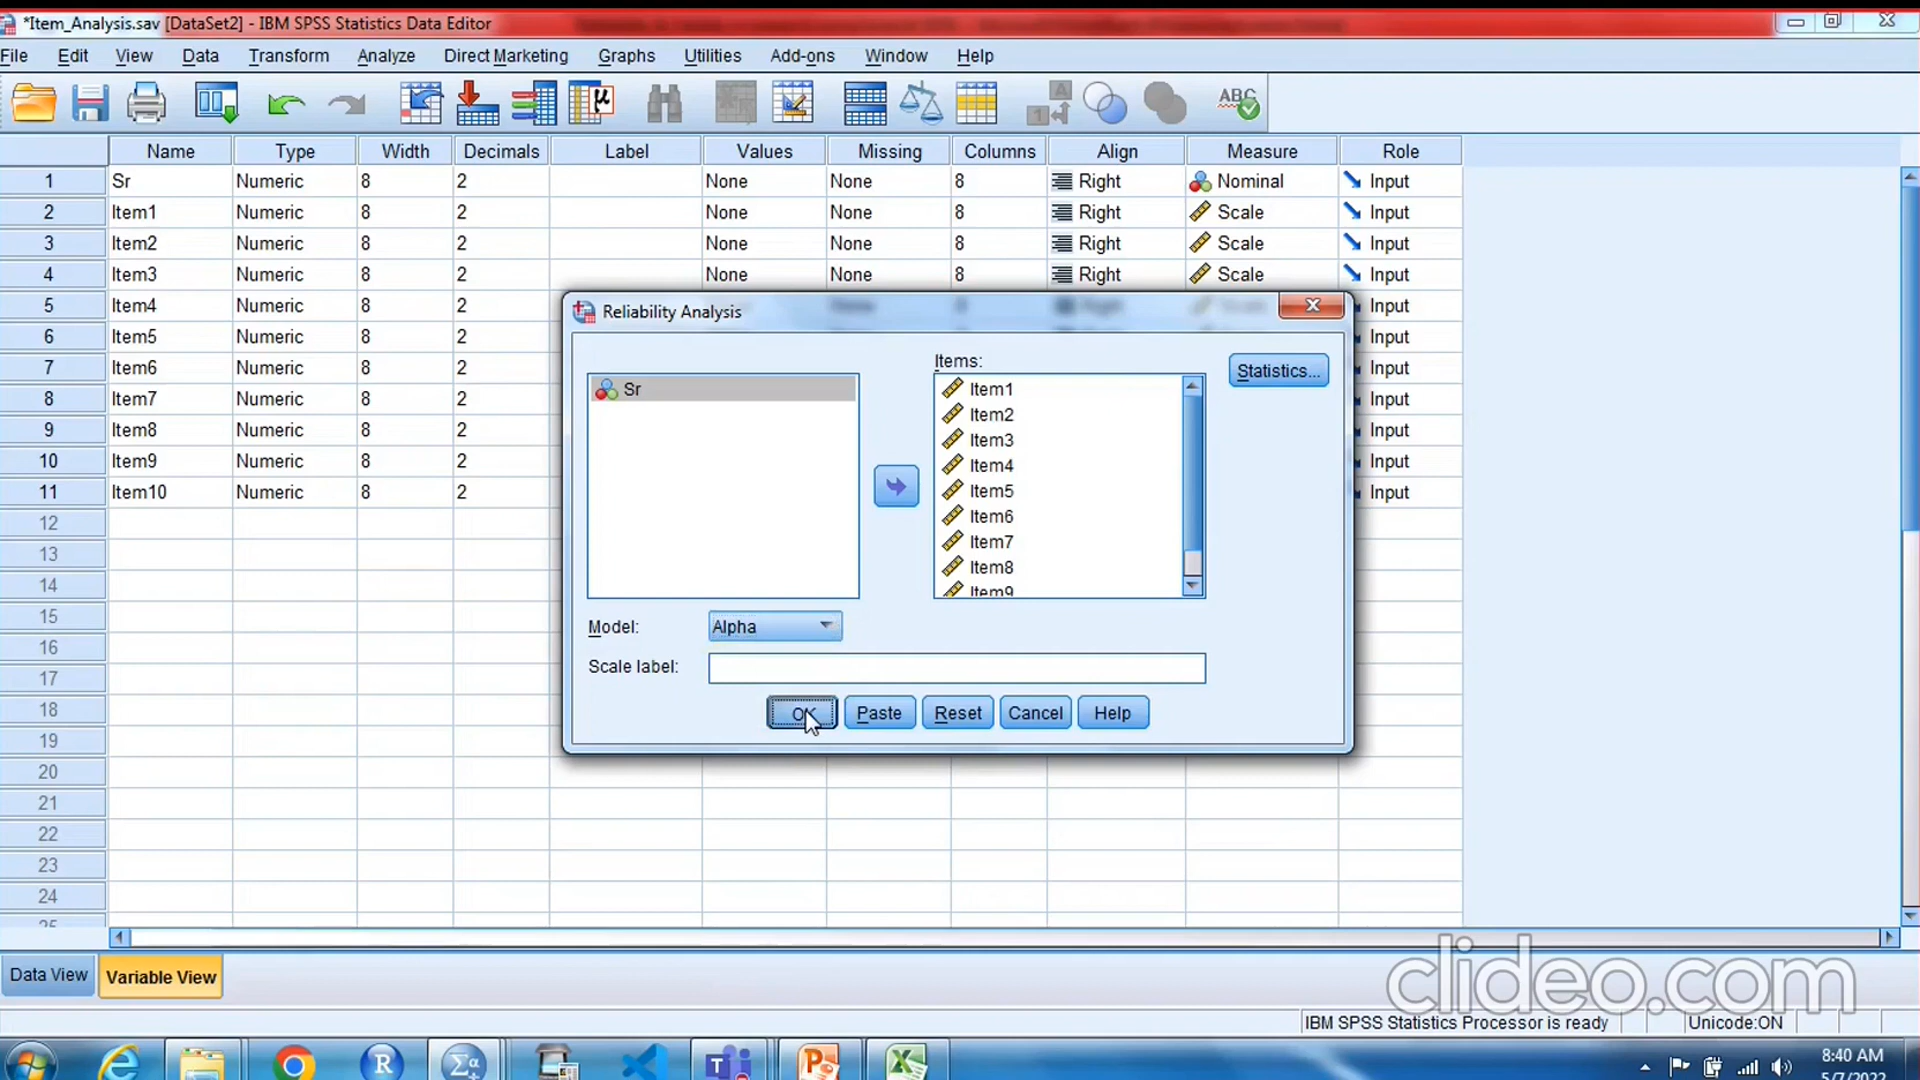 *Item_Analysis.sav [DataSet2] - IBM SPSS Statistics Data Editor
File Edit View Data Transform Analyze Direct Marketing Graphs Utilities Add-ons Window Help
Name Type Width Decimals Label Values Missing Columns Align Measure Role
1 Sr Numeric 8 2 None None 8 Right Nominal Input
2 Item1 Numeric 8 2 None None 8 Right Scale Input
3 Item2 Numeric 8 2 None None 8 Right Scale Input
4 Item3 Numeric 8 2 None None 8 Right Scale Input
5 Item4 Numeric 8 2 Input
6 Item5 Numeric 8 2 Input
7 Item6 Numeric 8 2 Input
8 Item7 Numeric 8 2 Input
9 Item8 Numeric 8 2 Input
10 Item9 Numeric 8 2 Input
11 Item10 Numeric 8 2 Input
12
13
14
15
16
17
18
19
20
21
22
23
24
25
Reliability Analysis
Items:
Statistics...
Sr
Item1
Item2
Item3
Item4
Item5
Item6
Item7
Item8
Item9
Model: Alpha
Scale label:
OK Paste Reset Cancel Help
Data View Variable View
clideo.com
IBM SPSS Statistics Processor is ready Unicode:ON
8:40 AM
5/7/2022